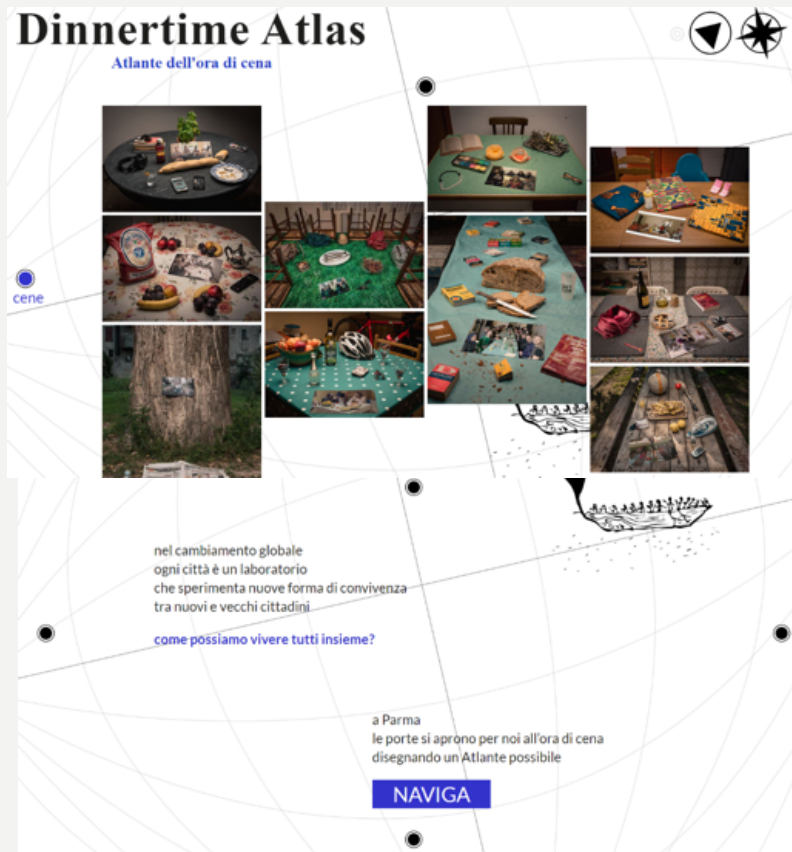 Dinnertime Atlas
Atlante dell'ora di cena
cene
nel cambiamento globale
ogni città è un laboratorio
che sperimenta nuove forma di convivenza
tra nuovi e vecchi cittadini
come possiamo vivere tutti insieme?
a Parma
le porte si aprono per noi all'ora di cena
disegnando un Atlante possibile
NAVIGA